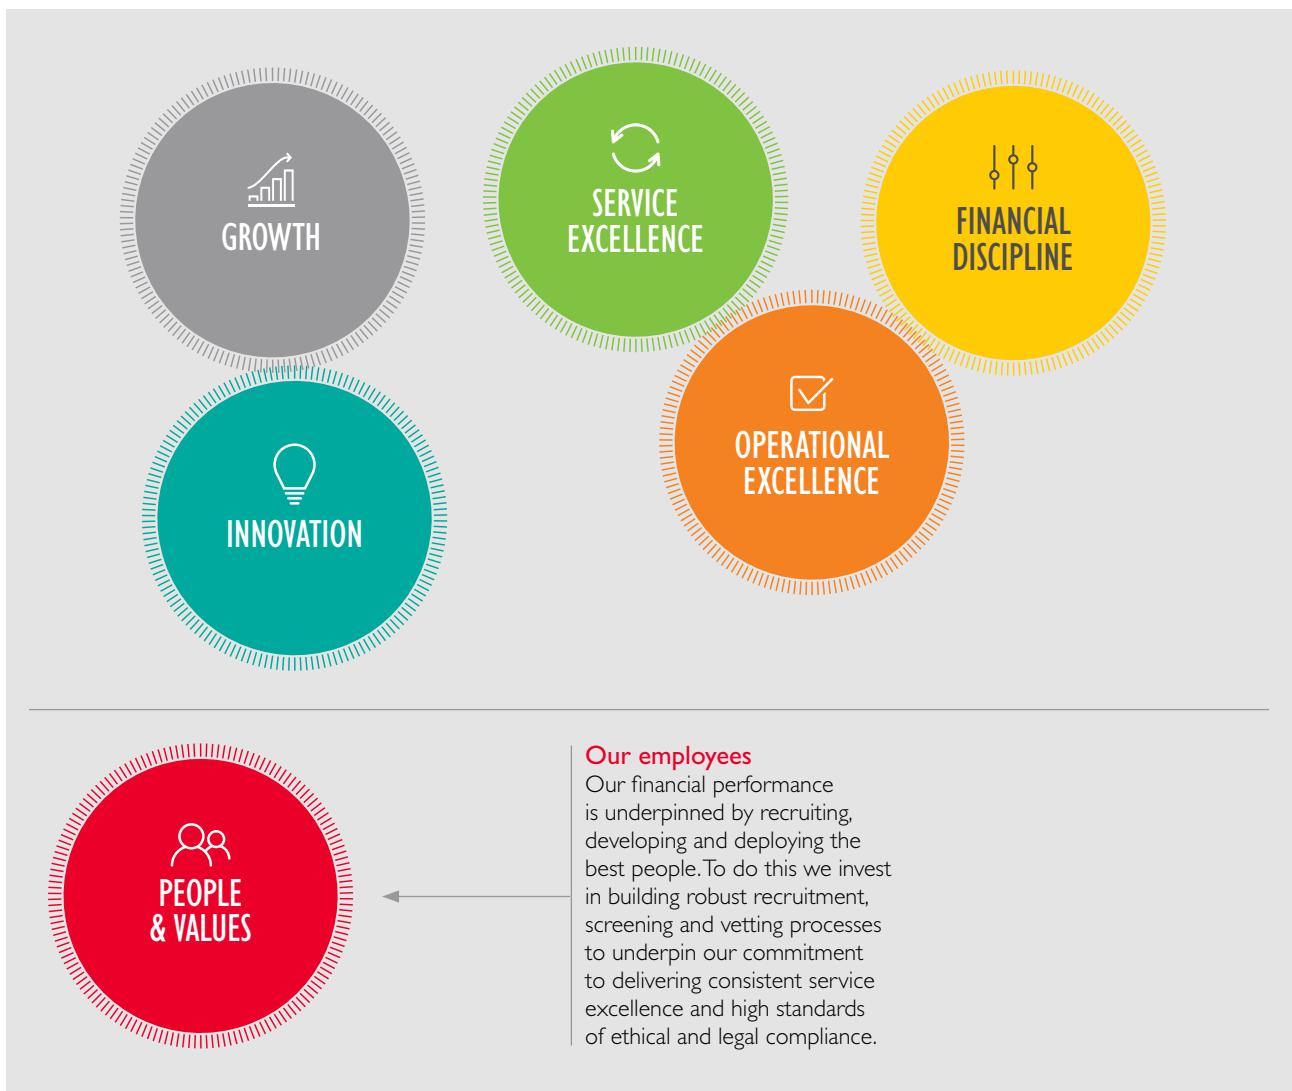 GROWTH
SERVICE
EXCELLENCE
FINANCIAL
DISCIPLINE
INNOVATION
OPERATIONAL
EXCELLENCE
PEOPLE
& VALUES
Our employees
Our financial performance
is underpinned by recruiting,
developing and deploying the
best people. To do this we invest
in building robust recruitment,
screening and vetting processes
to underpin our commitment
to delivering consistent service
excellence and high standards
of ethical and legal compliance.